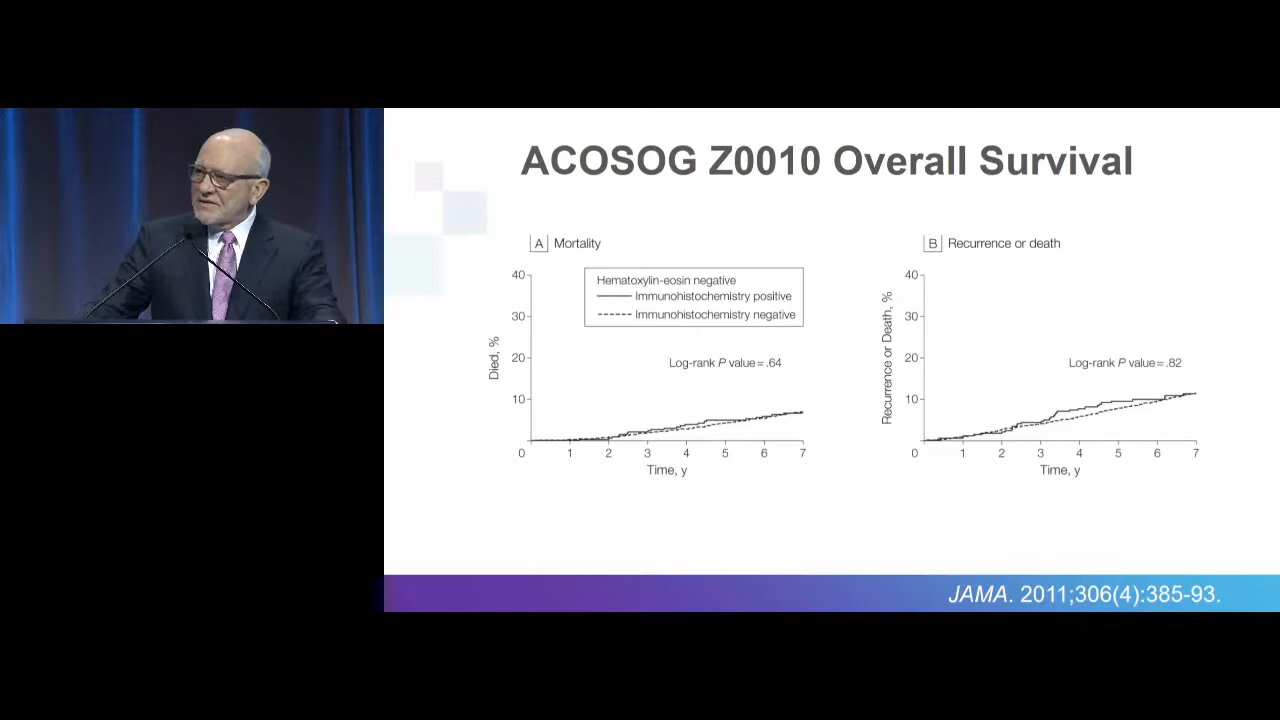 ACOSOG Z0010 Overall Survival
A Mortality
Hematoxylin-eosin negative
Immunohistochemistry positive
Immunohistochemistry negative
Log-rank P value = .64
Died, %
40
30
20
10
0 1 2 3 4 5 6 7
Time, y
B Recurrence or death
Log-rank P value = .82
Recurrence or Death, %
40
30
20
10
0 1 2 3 4 5 6 7
Time, y
JAMA. 2011;306(4):385-93.